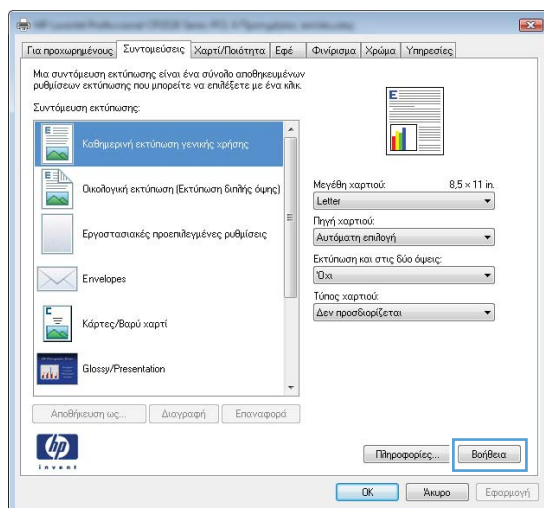 Για προχωρημένους Συντομεύσεις Χαρτί/Ποιότητα Εφέ Φινίρισμα Χρώμα Υπηρεσίες
Μια συντόμευση εκτύπωσης είναι ένα σύνολο αποθηκευμένων
ρυθμίσεων εκτύπωσης που μπορείτε να επιλέξετε με ένα κλικ.
Συντόμευση εκτύπωσης:
Καθημερινή εκτύπωση γενικής χρήσης
Οικολογική εκτύπωση (Εκτύπωση διπλής όψης)
Εργοστασιακές προεπιλεγμένες ρυθμίσεις
Envelopes
Κάρτες/Βαρύ χαρτί
Glossy/Presentation
Αποθήκευση ως... Διαγραφή Επαναφορά
E
Μεγέθη χαρτιού: 8,5 × 11 in.
Letter
Πηγή χαρτιού:
Αυτόματη επιλογή
Εκτύπωση και στις δύο όψεις:
Όχι
Τύπος χαρτιού:
Δεν προσδιορίζεται
hp
invent
Πληροφορίες... Βοήθεια
OK Άκυρο Εφαρμογή